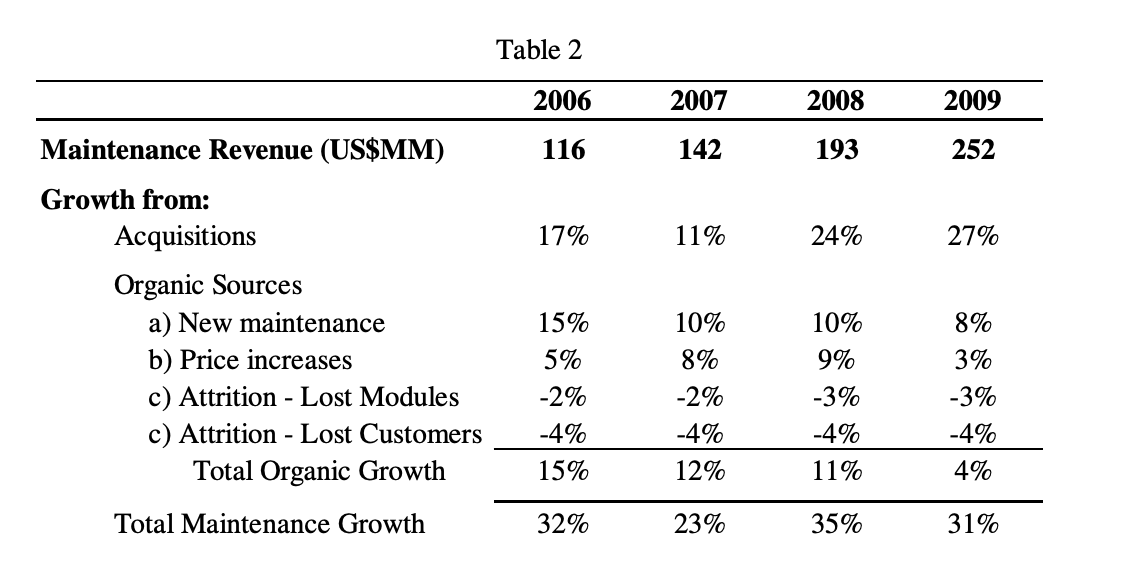 Table 2
2006 2007 2008 2009
Maintenance Revenue (US$MM) 116 142 193 252
Growth from:
Acquisitions 17% 11% 24% 27%
Organic Sources
a) New maintenance 15% 10% 10% 8%
b) Price increases 5% 8% 9% 3%
c) Attrition - Lost Modules -2% -2% -3% -3%
c) Attrition - Lost Customers -4% -4% -4% -4%
Total Organic Growth 15% 12% 11% 4%
Total Maintenance Growth 32% 23% 35% 31%